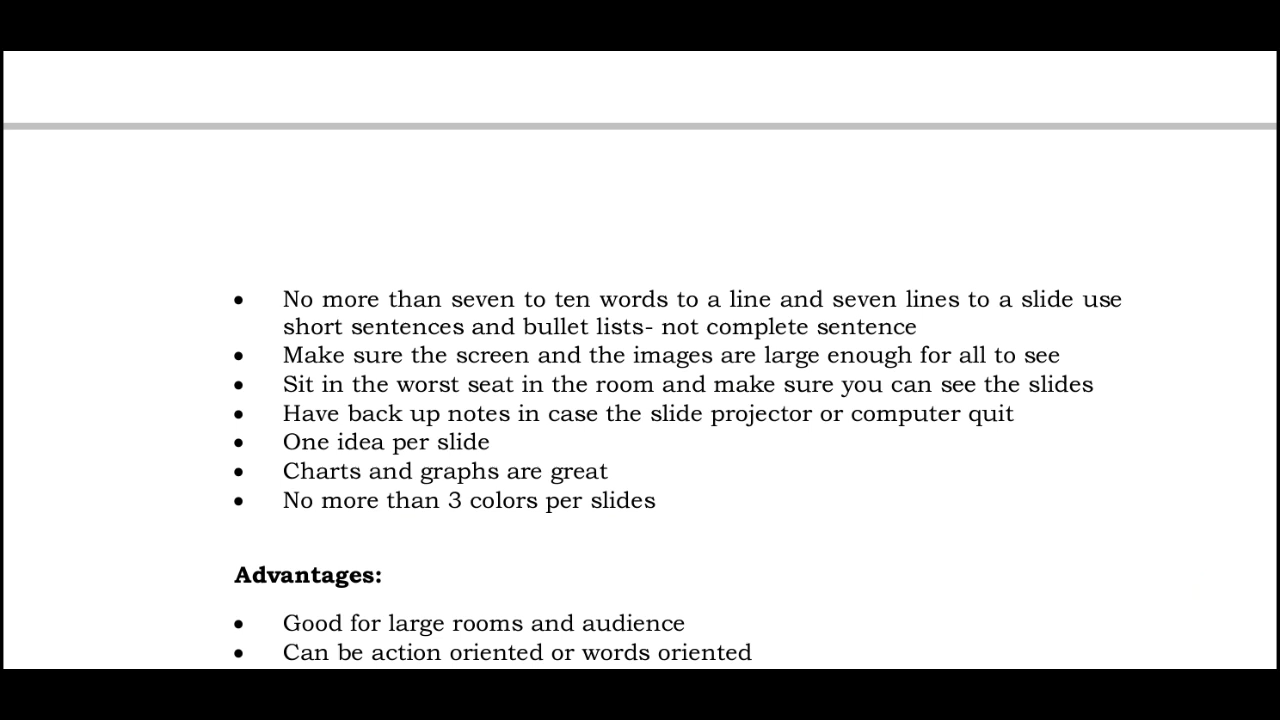 • No more than seven to ten words to a line and seven lines to a slide use
short sentences and bullet lists- not complete sentence
• Make sure the screen and the images are large enough for all to see
• Sit in the worst seat in the room and make sure you can see the slides
• Have back up notes in case the slide projector or computer quit
• One idea per slide
• Charts and graphs are great
• No more than 3 colors per slides
Advantages:
• Good for large rooms and audience
• Can be action oriented or words oriented